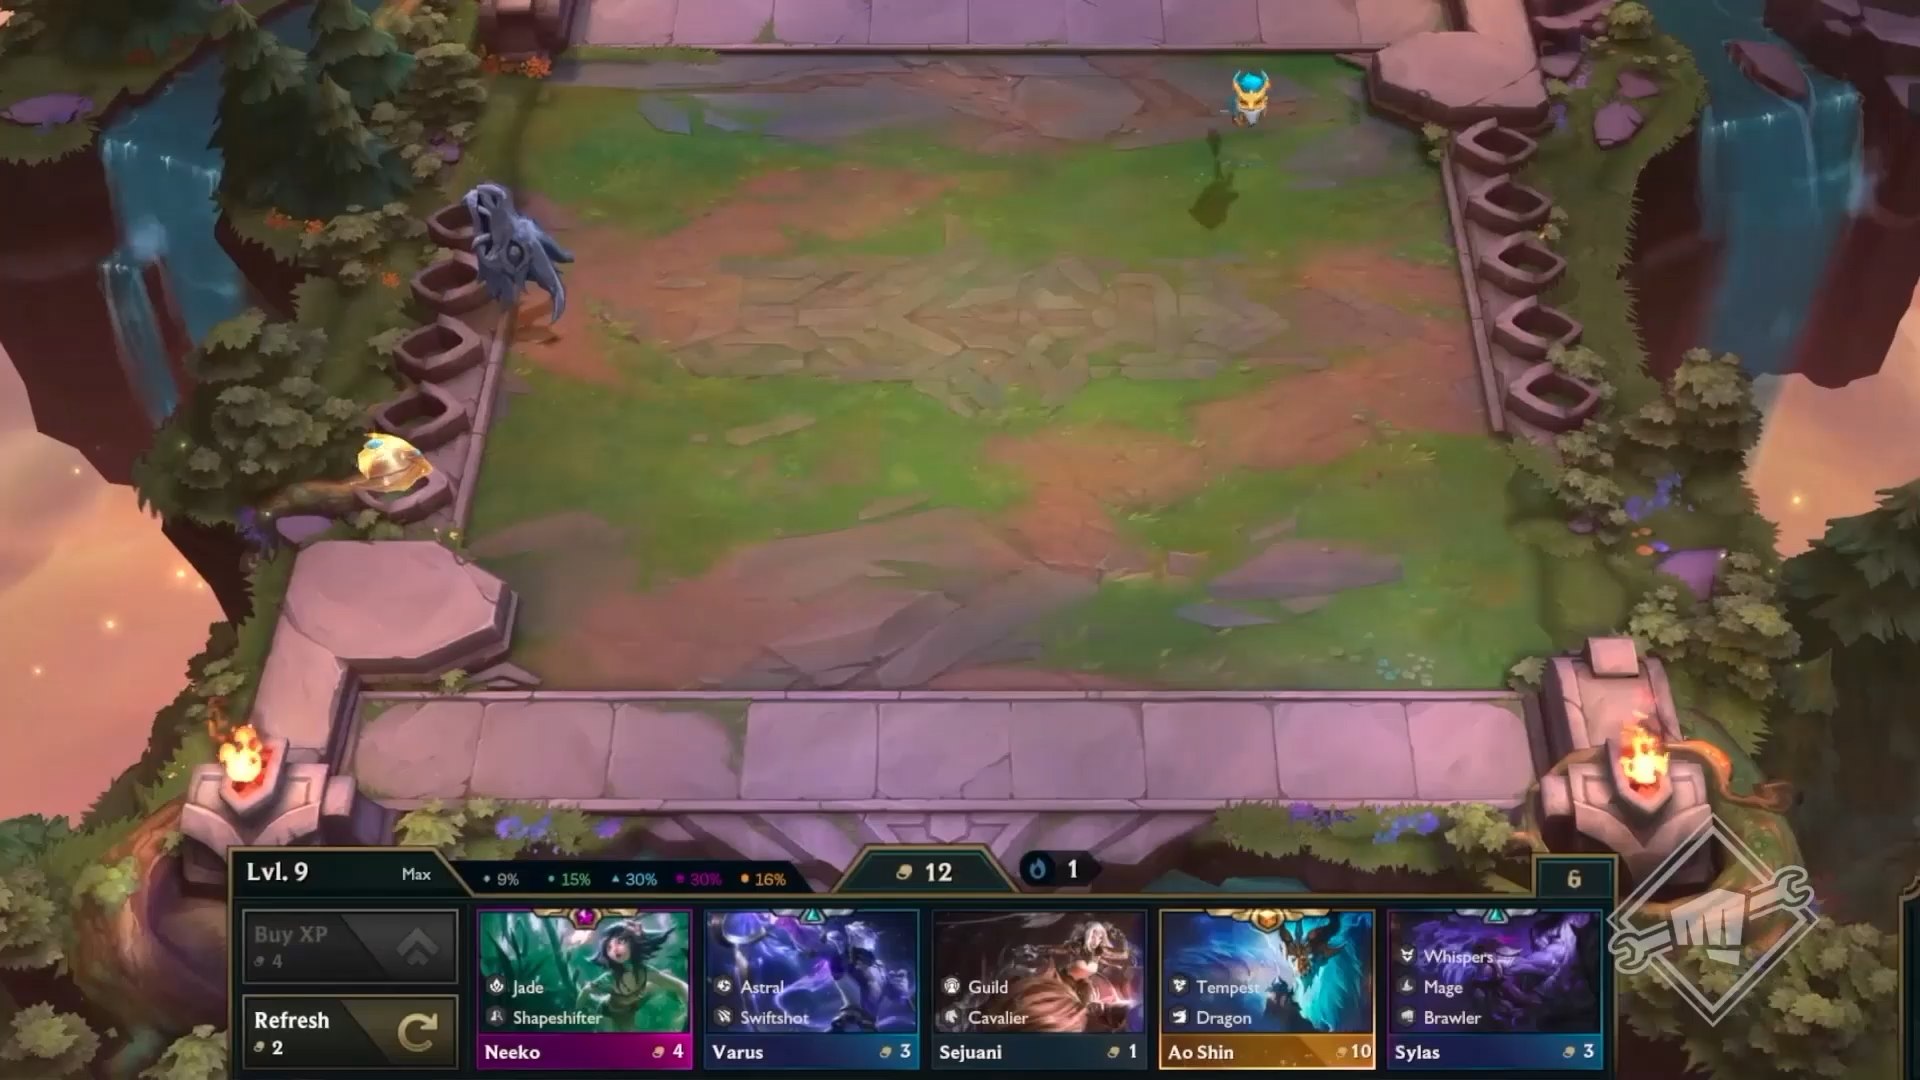 Lvl. 9
Max
9%
15%
30%
30%
16%
12
1
6
Buy XP
4
Refresh
2
Jade
Shapeshifter
Neeko
4
Astral
Swiftshot
Varus
3
Guild
Cavalier
Sejuani
1
Tempest
Dragon
Ao Shin
10
Whispers
Mage
Brawler
Sylas
3